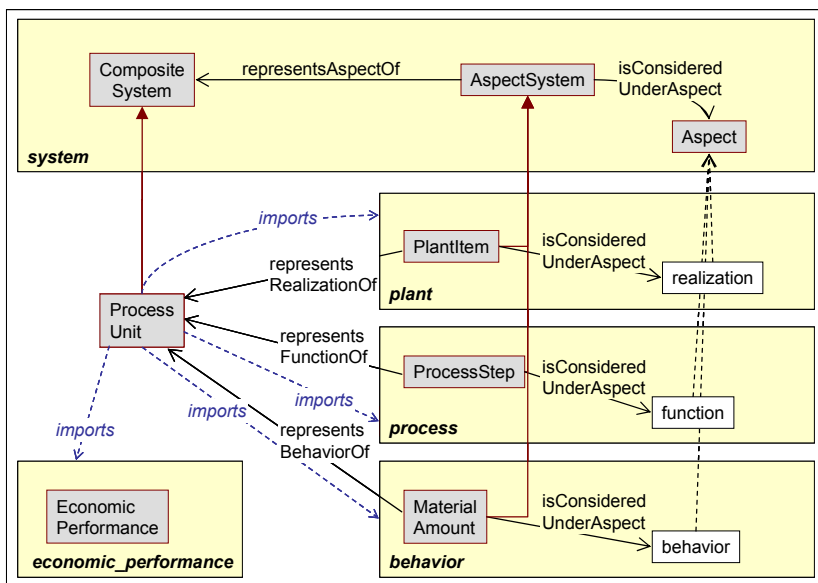 Composite
System
representsAspectOf
AspectSystem
isConsidered
UnderAspect
Aspect
system
imports
PlantItem
isConsidered
UnderAspect
realization
plant
represents
RealizationOf
Process
Unit
represents
FunctionOf
ProcessStep
isConsidered
UnderAspect
function
process
imports
imports
imports
represents
BehaviorOf
Economic
Performance
economic_performance
Material
Amount
isConsidered
UnderAspect
behavior
behavior